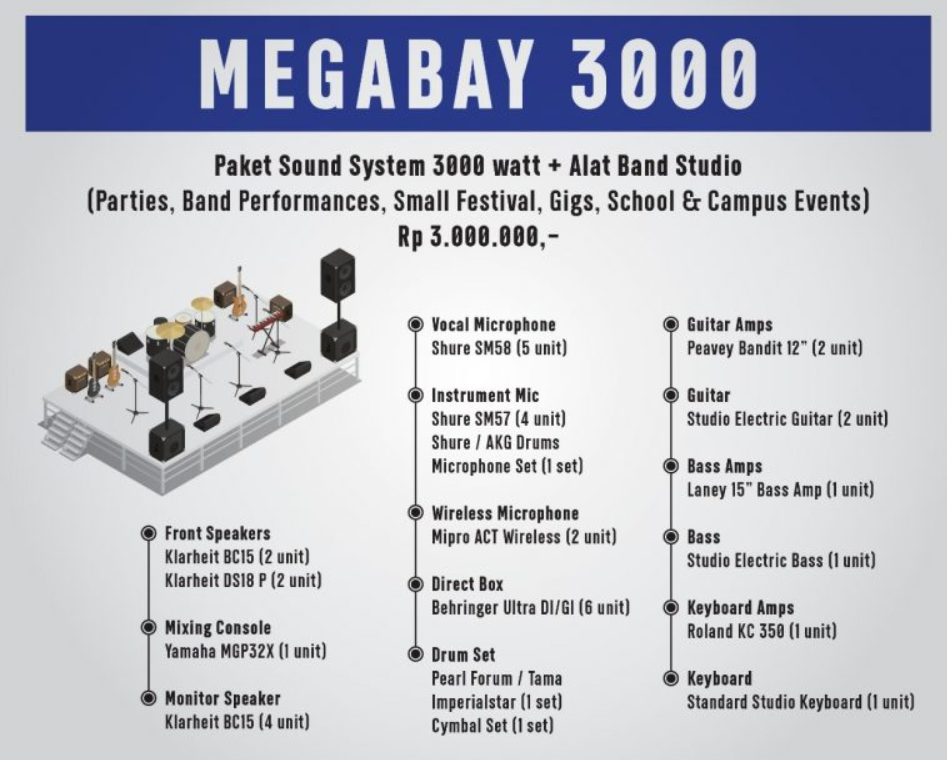 MEGABAY 3000
Paket Sound System 3000 watt + Alat Band Studio
(Parties, Band Performances, Small Festival, Gigs, School & Campus Events)
Rp 3.000.000,-
Front Speakers
Klarheit BC15 (2 unit)
Klarheit DS18 P (2 unit)
Mixing Console
Yamaha MGP32X (1 unit)
Monitor Speaker
Klarheit BC15 (4 unit)
Vocal Microphone
Shure SM58 (5 unit)
Instrument Mic
Shure SM57 (4 unit)
Shure / AKG Drums
Microphone Set (1 set)
Wireless Microphone
Mipro ACT Wireless (2 unit)
Direct Box
Behringer Ultra DI/GI (6 unit)
Drum Set
Pearl Forum / Tama
Imperialstar (1 set)
Cymbal Set (1 set)
Guitar Amps
Peavey Bandit 12” (2 unit)
Guitar
Studio Electric Guitar (2 unit)
Bass Amps
Laney 15” Bass Amp (1 unit)
Bass
Studio Electric Bass (1 unit)
Keyboard Amps
Roland KC 350 (1 unit)
Keyboard
Standard Studio Keyboard (1 unit)